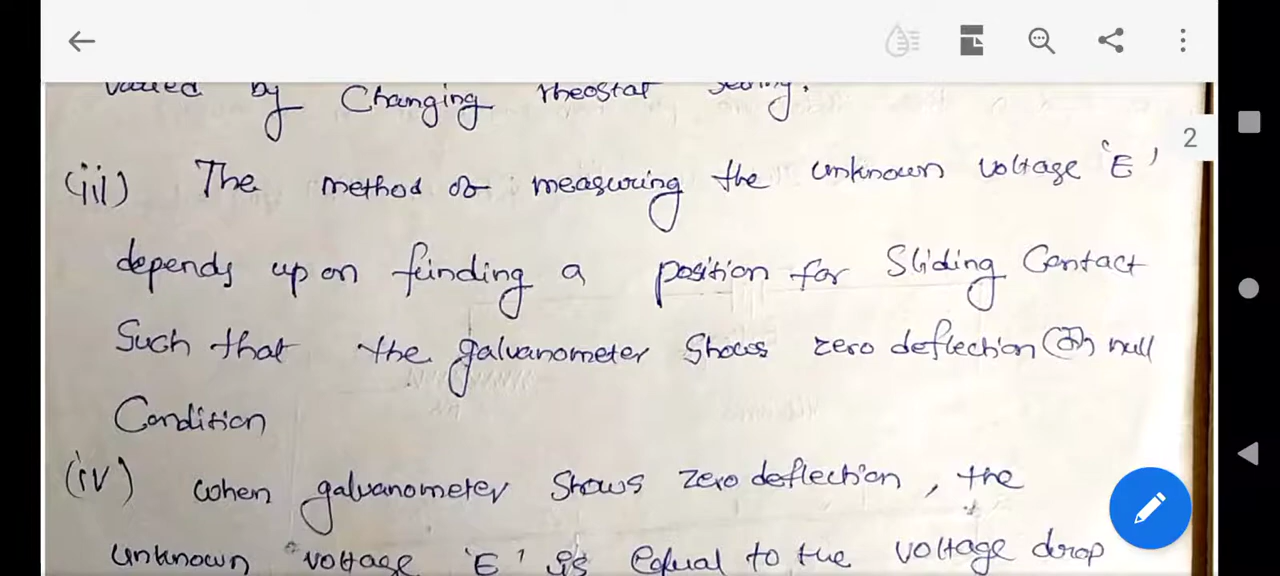 varied by Changing rheostat setting.
2
(iii) The method of measuring the unknown voltage 'E'
depends up on finding a position for Sliding Contact
Such that the galvanometer Shows zero deflection (or) null
Condition
(iv) when galvanometer Shows zero deflection, the
unknown voltage 'E' is Equal to the voltage drop